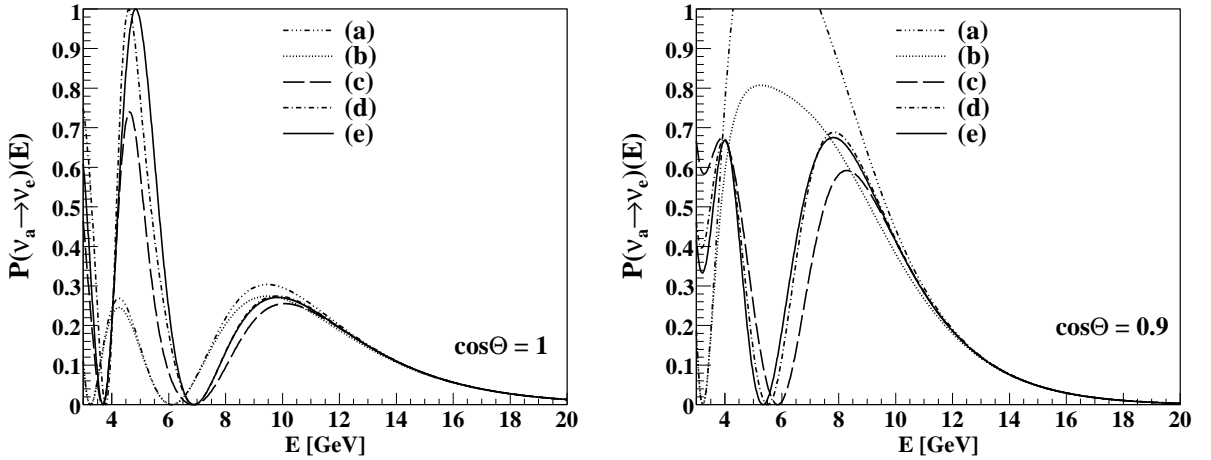 P(νₐ→νₑ)(E)
1
0.9
0.8
0.7
0.6
0.5
0.4
0.3
0.2
0.1
0
(a)
(b)
(c)
(d)
(e)
cosΘ = 1
4 6 8 10 12 14 16 18 20
E [GeV]
P(νₐ→νₑ)(E)
1
0.9
0.8
0.7
0.6
0.5
0.4
0.3
0.2
0.1
0
(a)
(b)
(c)
(d)
(e)
cosΘ = 0.9
4 6 8 10 12 14 16 18 20
E [GeV]